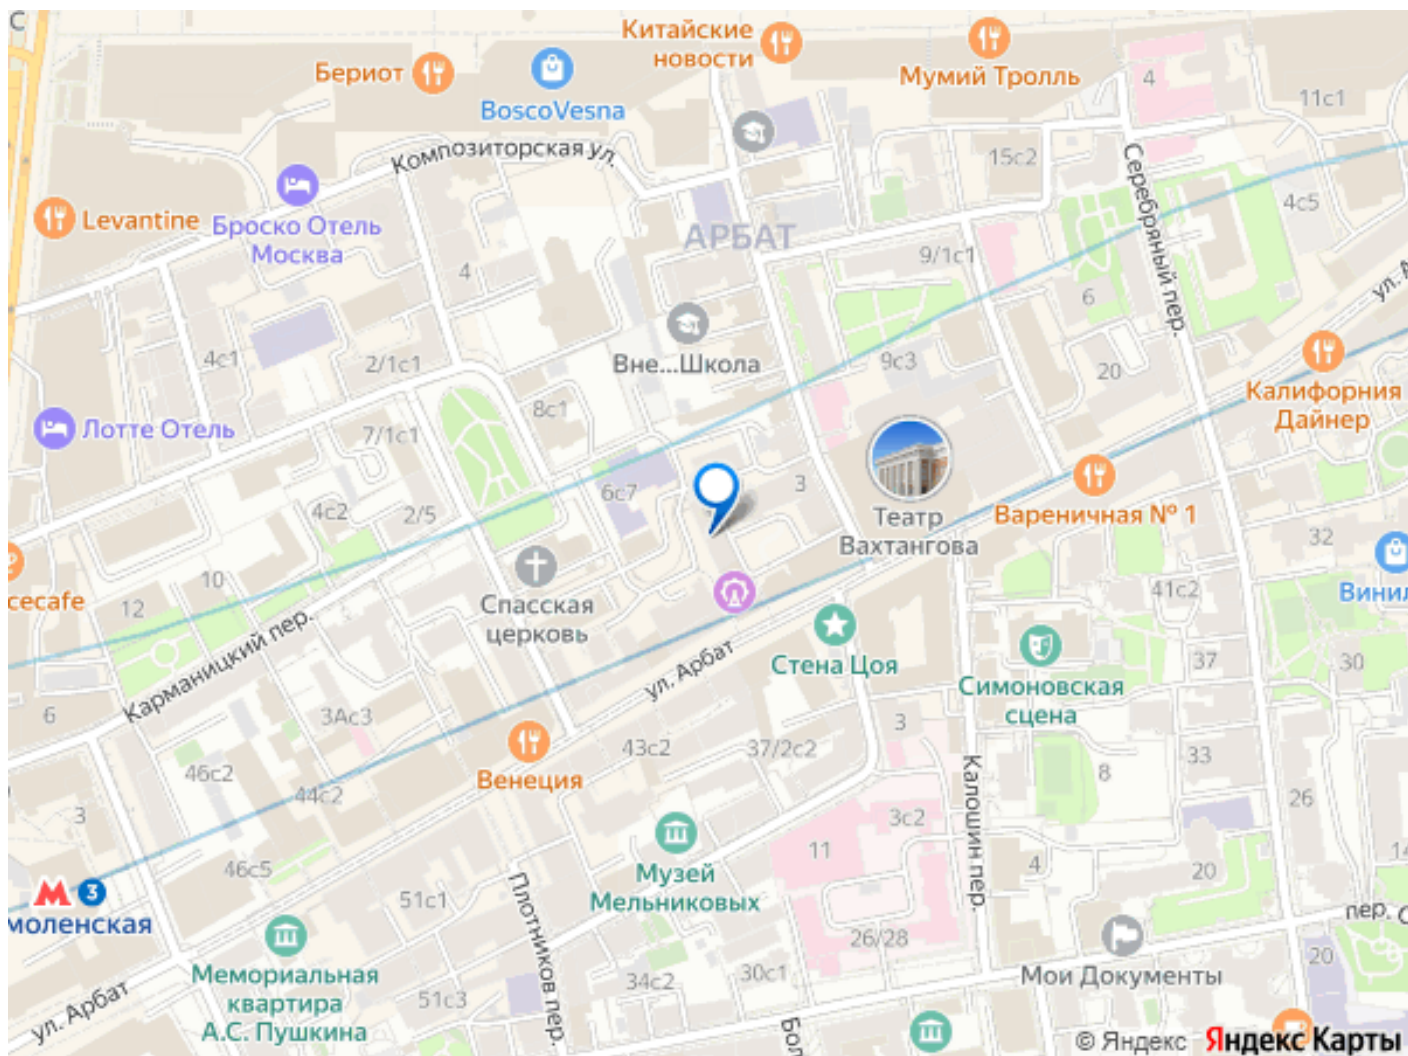 С
Китайские
новости
Мумий Тролль
4
11с1
Бериот
BoscoVesna
Композиторская ул.
15с2
Серебряный пер.
4с5
Levantine
Броско Отель
Москва
АРБАТ
4
9/1с1
6
ул. А
Вне...Школа
4с1
2/1с1
9с3
20
Калифорния
Дайнер
8с1
Лотте Отель
7/1с1
6с7
3
4с2
2/5
Театр
Вахтангова
Вареничная № 1
32
10
cecafe
12
Спасская
церковь
41с2
Винил
Карманицкий пер.
ул. Арбат
Стена Цоя
37
30
Симоновская
сцена
6
3Ас3
3
43с2
37/2с2
33
Венеция
46с2
44с2
Калошин пер.
8
26
3
3с2
11
Музей
Мельниковых
46с5
4
20
14
М 3
моленская
51с1
Плотников пер.
26/28
пер. С
Мемориальная
квартира
А.С. Пушкина
Мои Документы
20
34с2
30с1
51с3
ул. Арбат
Бол
© Яндекс Яндекс Карты